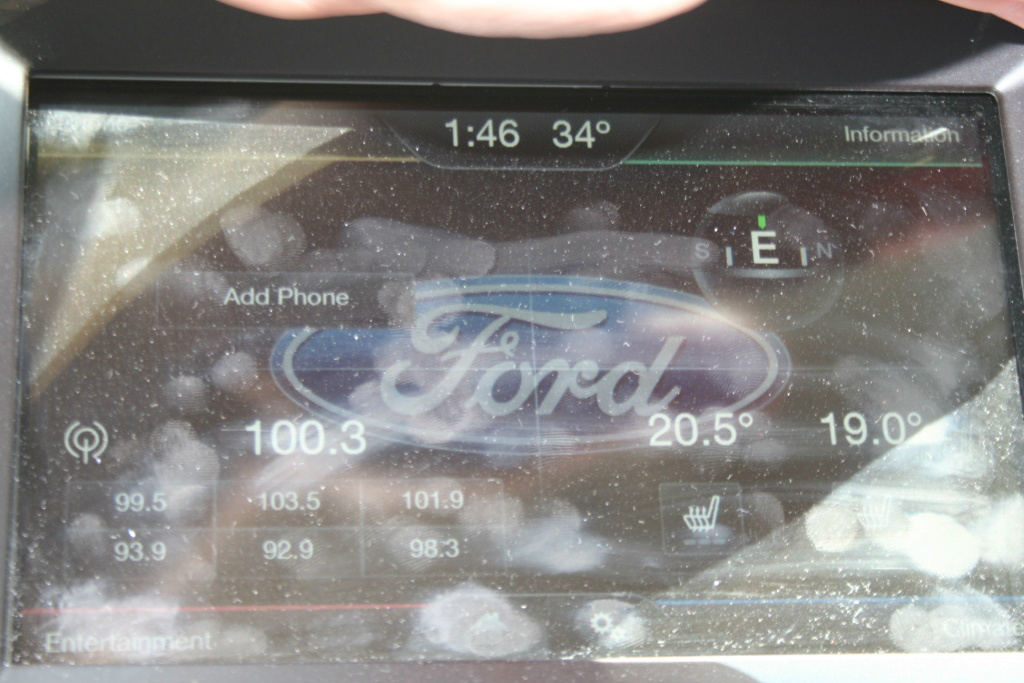 1:46 34°
Information
S E N
Add Phone
Ford
100.3 20.5° 19.0°
99.5 103.5 101.9
93.9 92.9 98.3
Entertainment Climate